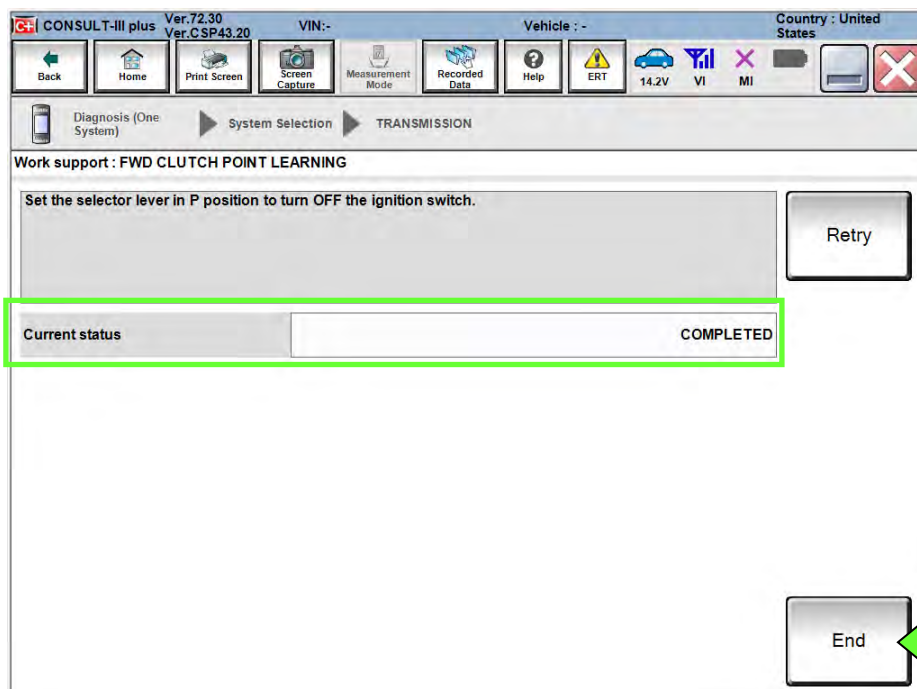 C+ CONSULT-III plus Ver.72.30 VIN:- Vehicle : - Country : United
Ver.CSP43.20 States
Back Home Print Screen Screen Capture Measurement Mode Recorded Data Help ERT 14.2V VI MI
Diagnosis (One System) System Selection TRANSMISSION
Work support : FWD CLUTCH POINT LEARNING
Set the selector lever in P position to turn OFF the ignition switch.
Retry
Current status COMPLETED
End